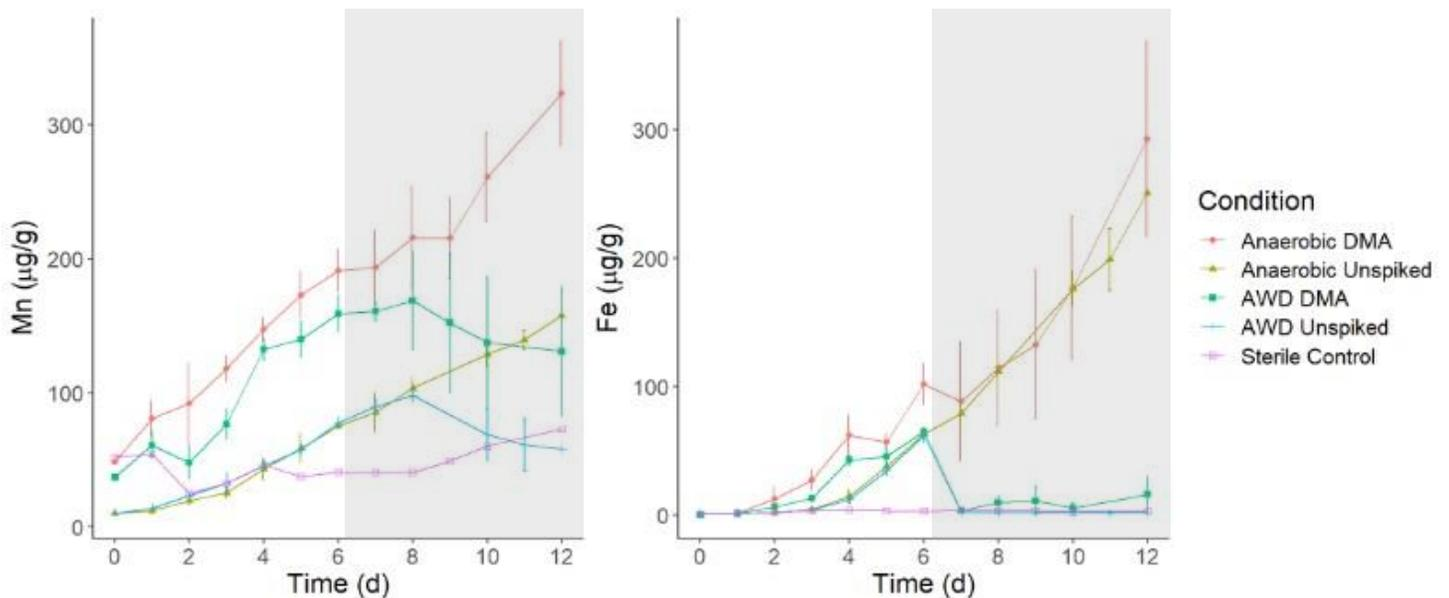 Mn (µg/g)
300
200
100
0
0 2 4 6 8 10 12
Time (d)
Fe (µg/g)
300
200
100
0
0 2 4 6 8 10 12
Time (d)
Condition
Anaerobic DMA
Anaerobic Unspiked
AWD DMA
AWD Unspiked
Sterile Control